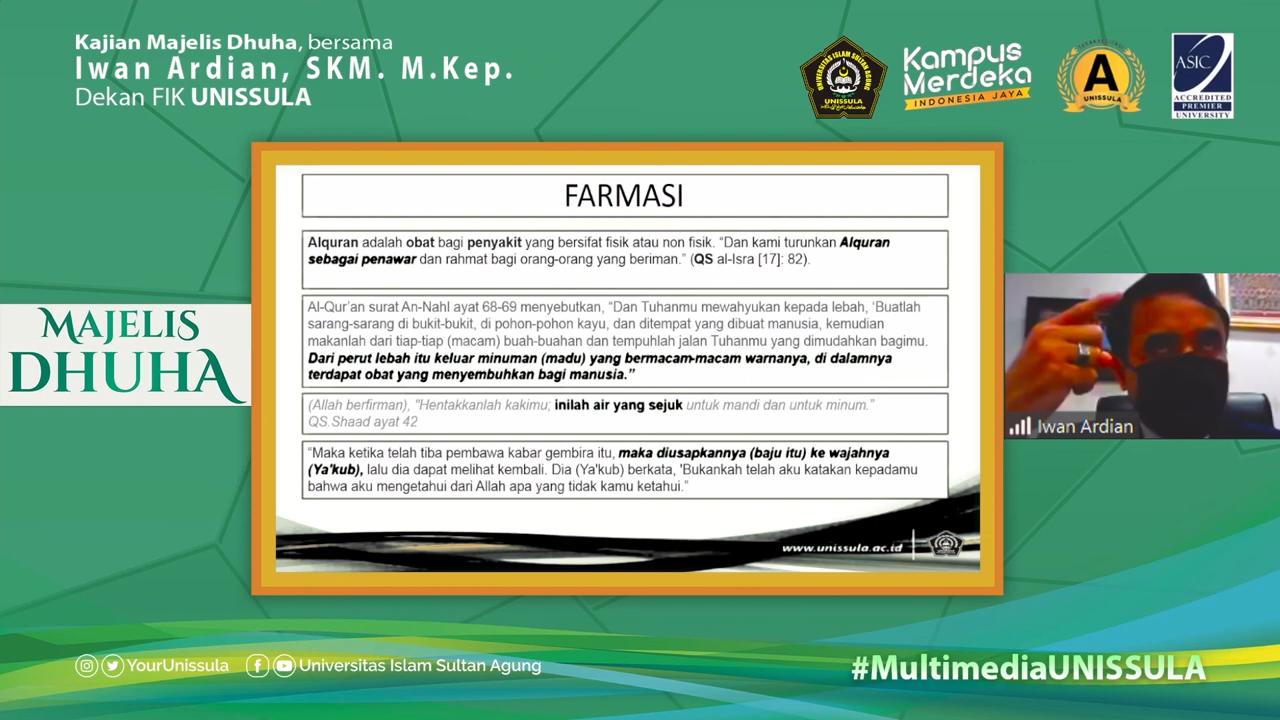 Kajian Majelis Dhuha, bersama
Iwan Ardian, SKM. M.Kep.
Dekan FIK UNISSULA
UNIVERSITAS ISLAM SULTAN AGUNG
UNISSULA
Kampus
Merdeka
INDONESIA JAYA
A
UNISSULA
ASIC
ACCREDITED
PREMIER
UNIVERSITY
FARMASI
Alquran adalah obat bagi penyakit yang bersifat fisik atau non fisik. “Dan kami turunkan Alquran
sebagai penawar dan rahmat bagi orang-orang yang beriman.” (QS al-Isra [17]: 82).
Al-Qur’an surat An-Nahl ayat 68-69 menyebutkan, “Dan Tuhanmu mewahyukan kepada lebah, ‘Buatlah
sarang-sarang di bukit-bukit, di pohon-pohon kayu, dan ditempat yang dibuat manusia, kemudian
makanlah dari tiap-tiap (macam) buah-buahan dan tempuhlah jalan Tuhanmu yang dimudahkan bagimu.
Dari perut lebah itu keluar minuman (madu) yang bermacam-macam warnanya, di dalamnya
terdapat obat yang menyembuhkan bagi manusia.”
(Allah berfirman), "Hentakkanlah kakimu; inilah air yang sejuk untuk mandi dan untuk minum."
QS.Shaad ayat 42
“Maka ketika telah tiba pembawa kabar gembira itu, maka diusapkannya (baju itu) ke wajahnya
(Ya'kub), lalu dia dapat melihat kembali. Dia (Ya'kub) berkata, 'Bukankah telah aku katakan kepadamu
bahwa aku mengetahui dari Allah apa yang tidak kamu ketahui.”
www.unissula.ac.id
MAJELIS
DHUHA
Iwan Ardian
YourUnissula
Universitas Islam Sultan Agung
#MultimediaUNISSULA